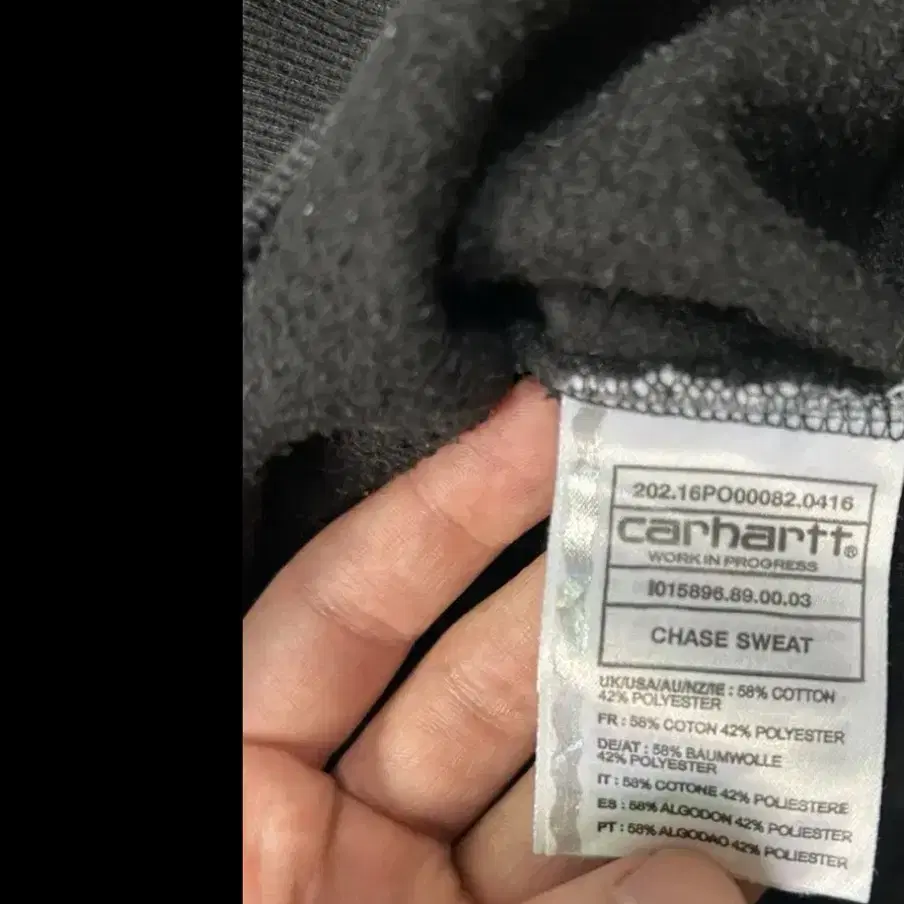 202.16PO00082.0416
carhartt®
WORK IN PROGRESS
I015896.89.00.03
CHASE SWEAT
UK/USA/AU/NZ/IE : 58% COTTON
42% POLYESTER
FR : 58% COTON 42% POLYESTER
DE/AT : 58% BAUMWOLLE
42% POLYESTER
IT : 58% COTONE 42% POLIESTERE
ES : 58% ALGODON 42% POLIESTER
PT : 58% ALGODAO 42% POLIESTER